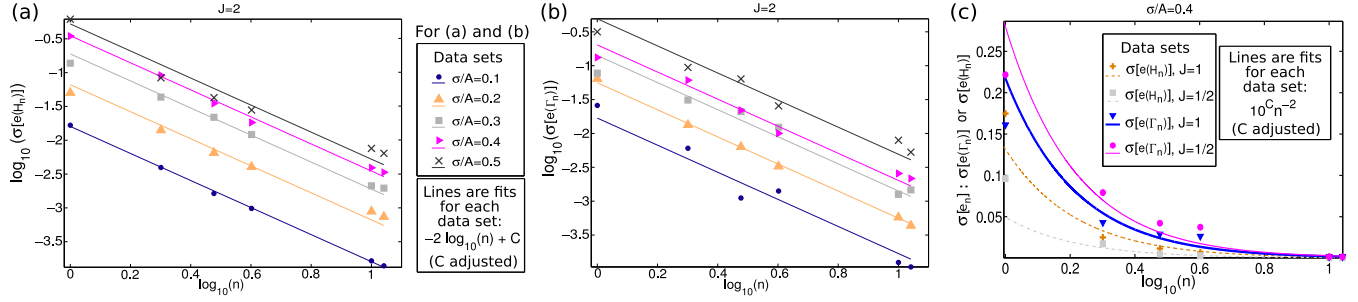 (a)
J=2
log10(σ[e(Hn)])
−0.5
−1
−1.5
−2
−2.5
−3
−3.5
0
0.2
0.4
0.6
0.8
1
log10(n)
For (a) and (b)
Data sets
σ/A=0.1
σ/A=0.2
σ/A=0.3
σ/A=0.4
σ/A=0.5
Lines are fits
for each
data set:
−2 log10(n) + C
(C adjusted)
(b)
J=2
log10(σ[e(Γn)])
−0.5
−1
−1.5
−2
−2.5
−3
−3.5
−4
0
0.2
0.4
0.6
0.8
1
log10(n)
(c)
σ/A=0.4
σ[en] : σ[e(Γn)] or σ[e(Hn)]
0.25
0.2
0.15
0.1
0.05
0
0.2
0.4
0.6
0.8
1
log10(n)
Data sets
σ[e(Hn)], J=1
σ[e(Hn)], J=1/2
σ[e(Γn)], J=1
σ[e(Γn)], J=1/2
Lines are fits
for each
data set:
10^C n^−2
(C adjusted)